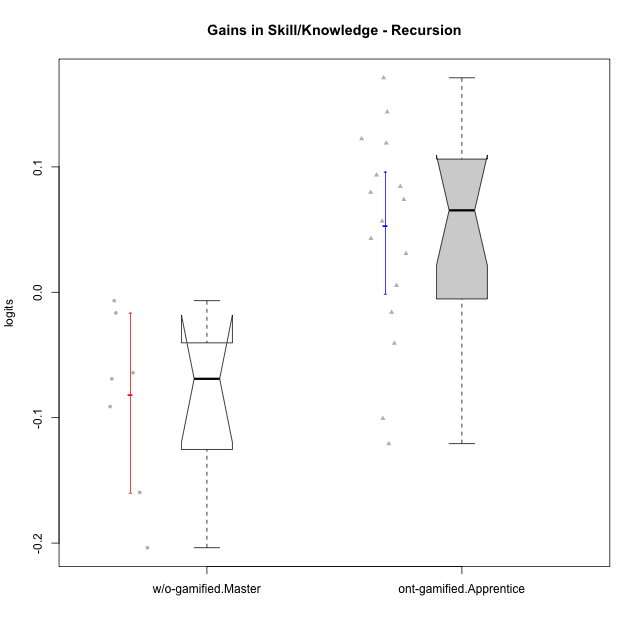 Gains in Skill/Knowledge - Recursion
logits
0.1
0.0
-0.1
-0.2
w/o-gamified.Master
ont-gamified.Apprentice